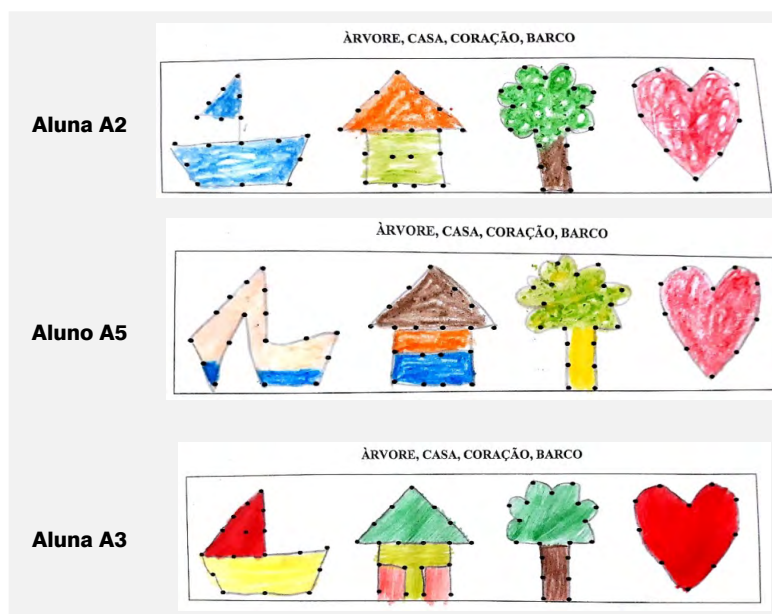 ÀRVORE, CASA, CORAÇÃO, BARCO
Aluna A2
ÀRVORE, CASA, CORAÇÃO, BARCO
Aluno A5
ÀRVORE, CASA, CORAÇÃO, BARCO
Aluna A3